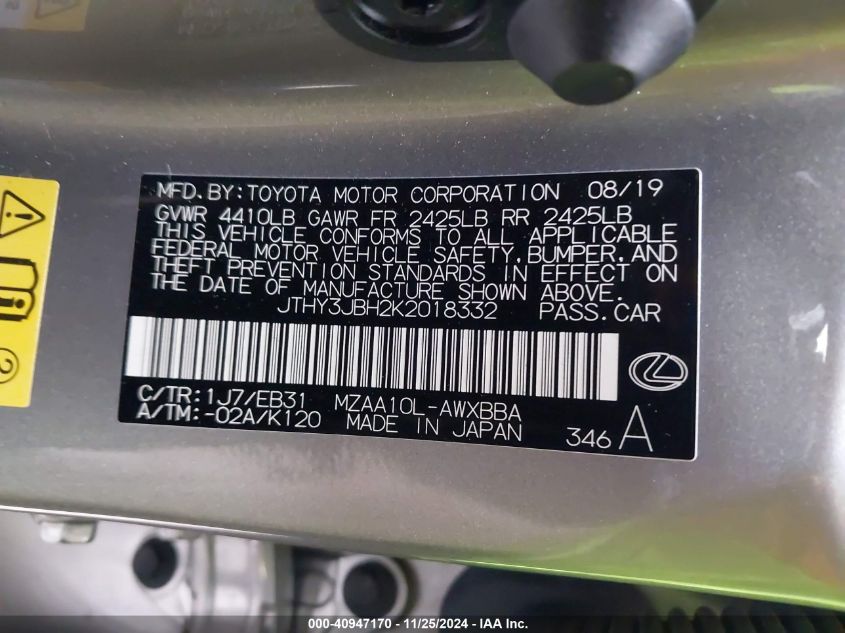 MFD.BY:TOYOTA MOTOR CORPORATION 08/19
GVWR 4410LB GAWR FR 2425LB RR 2425LB
THIS VEHICLE CONFORMS TO ALL APPLICABLE
FEDERAL MOTOR VEHICLE SAFETY,BUMPER,AND
THEFT PREVENTION STANDARDS IN EFFECT ON
THE DATE OF MANUFACTURE SHOWN ABOVE.
JTHY3JBH2K2018332 PASS.CAR
C/TR:1J7/EB31 MZAA10L-AWXBBA
A/TM:-02A/K120 MADE IN JAPAN 346 A
2
000-40947170 - 11/25/2024 - IAA Inc.